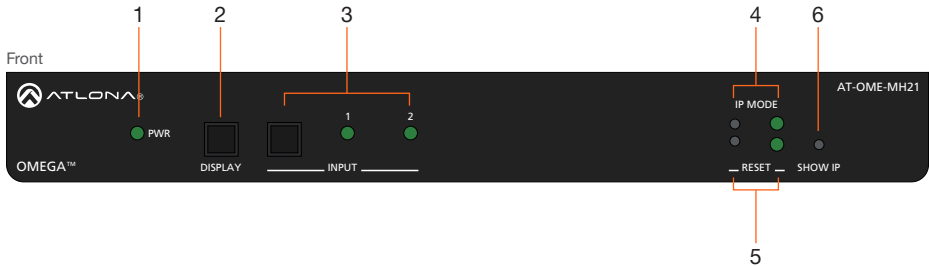 1 2 3 4 6
Front
ATLONA®
AT-OME-MH21
IP MODE
1 2
PWR
OMEGA™
DISPLAY
INPUT
RESET
SHOW IP
5